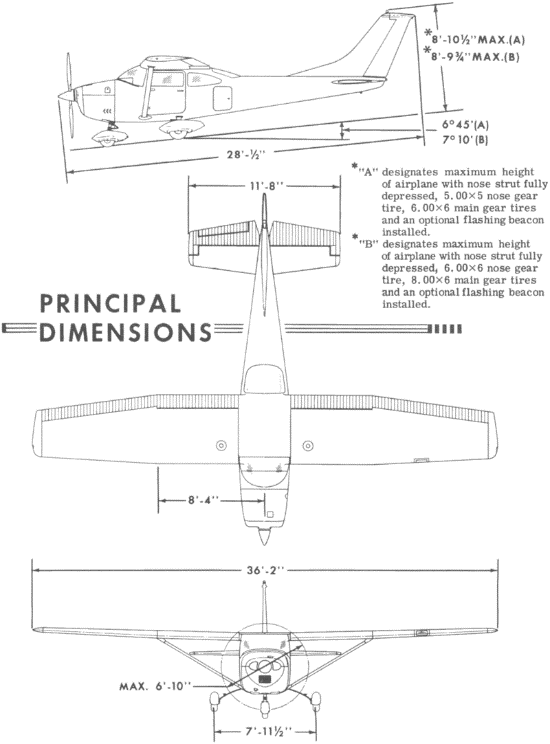 *8'-10½"MAX.(A)
*8'-9¾"MAX.(B)
6°45'(A)
7°10'(B)
28'-½"
*"A" designates maximum height
of airplane with nose strut fully
depressed, 5.00×5 nose gear
tire, 6.00×6 main gear tires
and an optional flashing beacon
installed.
*"B" designates maximum height
of airplane with nose strut fully
depressed, 6.00×6 nose gear
tire, 8.00×6 main gear tires
and an optional flashing beacon
installed.
11'-8"
PRINCIPAL
DIMENSIONS
8'-4"
36'-2"
MAX. 6'-10"
7'-11½"